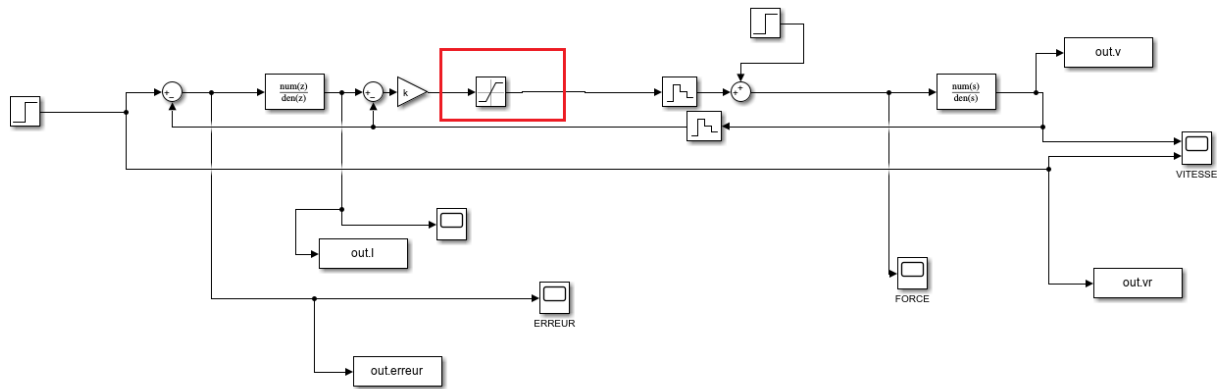 out.v
num(z)
den(z)
k
num(s)
den(s)
VITESSE
out.I
FORCE
out.vr
ERREUR
out.erreur